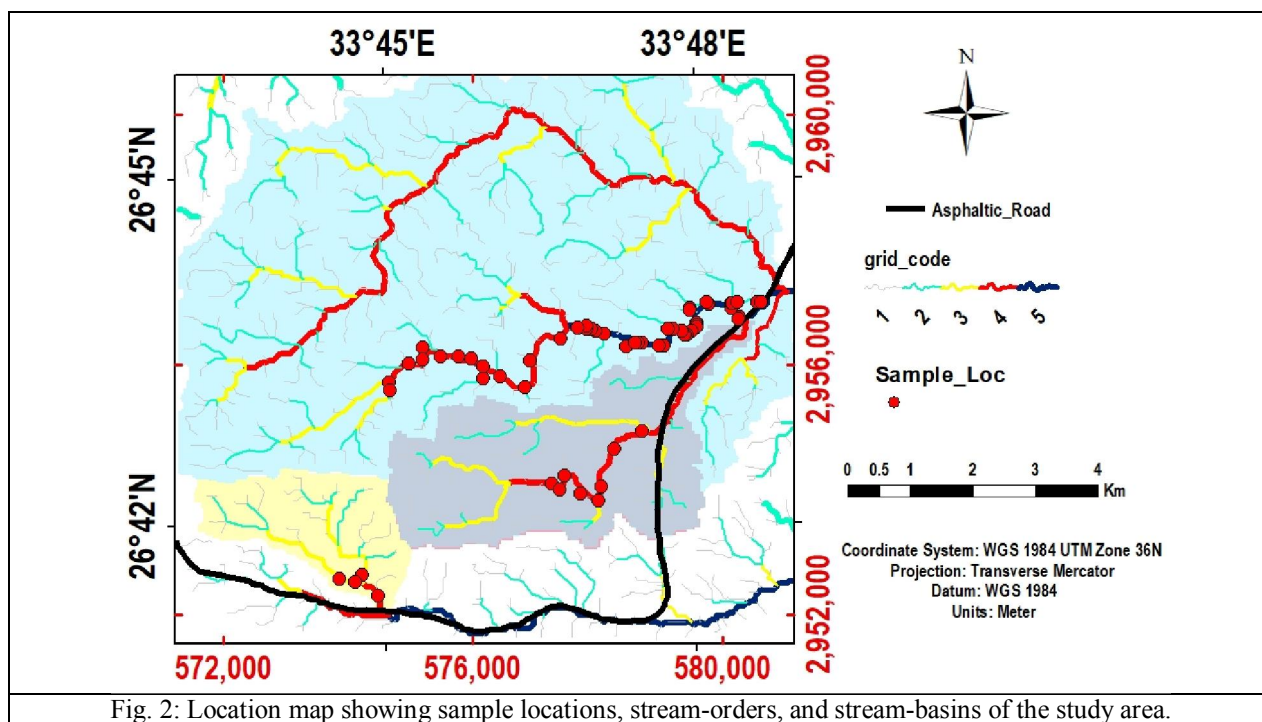 33°45'E
33°48'E
26°45'N
26°42'N
2,960,000
2,956,000
2,952,000
572,000
576,000
580,000
N
Asphaltic_Road
grid_code
1 2 3 4 5
Sample_Loc
0 0.5 1 2 3 4
Km
Coordinate System: WGS 1984 UTM Zone 36N
Projection: Transverse Mercator
Datum: WGS 1984
Units: Meter
Fig. 2: Location map showing sample locations, stream-orders, and stream-basins of the study area.